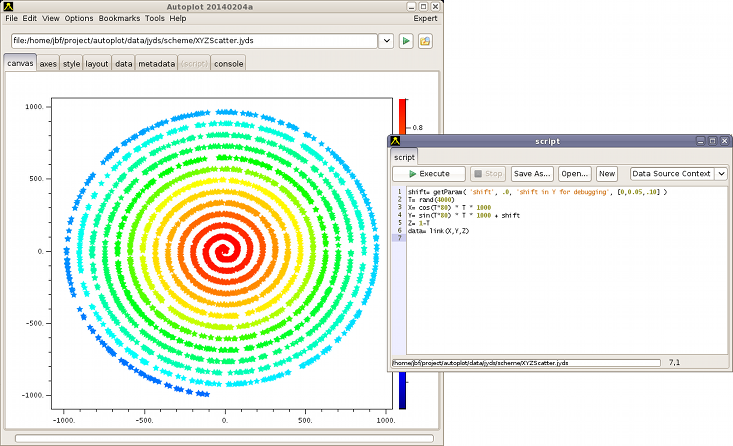 Autoplot 20140204a
File Edit View Options Bookmarks Tools Help Expert
file:/home/jbf/project/autoplot/data/jyds/scheme/XYZScatter.jyds
canvas axes style layout data metadata (script) console
1000.
500.
0.
-500.
-1000.
-1000. -500. 0. 500. 1000.
0.8
script
script
Execute Stop Save As... Open... New Data Source Context
1 shift= getParam( 'shift', .0, 'shift in Y for debugging', [0,0.05,.10] )
2 T= rand(4000)
3 X= cos(T*80) * T * 1000
4 Y= sin(T*80) * T * 1000 + shift
5 Z= 1-T
6 data= link(X,Y,Z)
7
/home/jbf/project/autoplot/data/jyds/scheme/XYZScatter.jyds 7,1